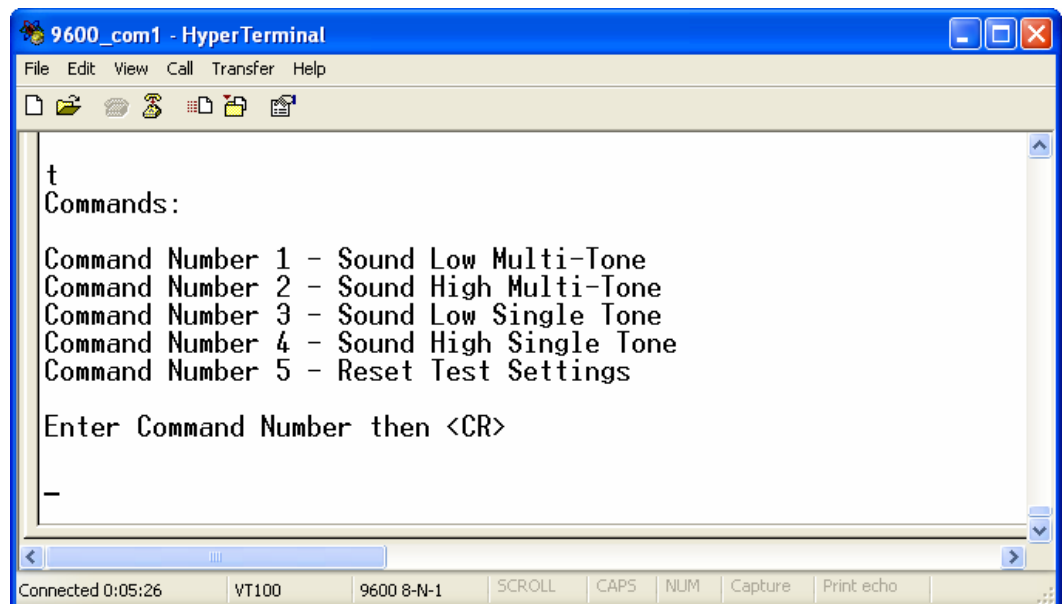 9600_com1 - HyperTerminal
File Edit View Call Transfer Help
t
Commands:
Command Number 1 - Sound Low Multi-Tone
Command Number 2 - Sound High Multi-Tone
Command Number 3 - Sound Low Single Tone
Command Number 4 - Sound High Single Tone
Command Number 5 - Reset Test Settings
Enter Command Number then <CR>
_
Connected 0:05:26 VT100 9600 8-N-1 SCROLL CAPS NUM Capture Print echo